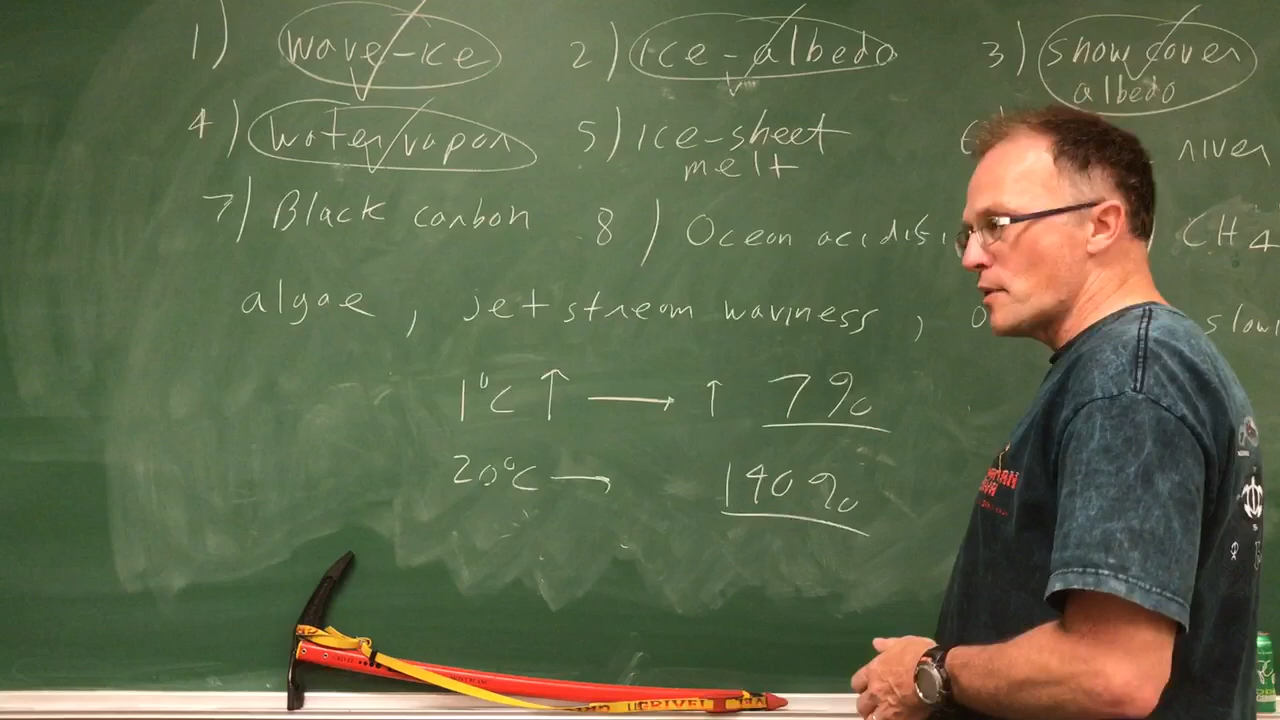 1) wave-ice 2) ice-albedo 3) snow cover
albedo
4) water vapor 5) ice-sheet 6) river
melt
7) Black carbon 8) Ocean acidifi ) CH4
algae, jet stream waviness, o slow
1°C ↑ → ↑ 7%
20°C → 140%
GRIVEL